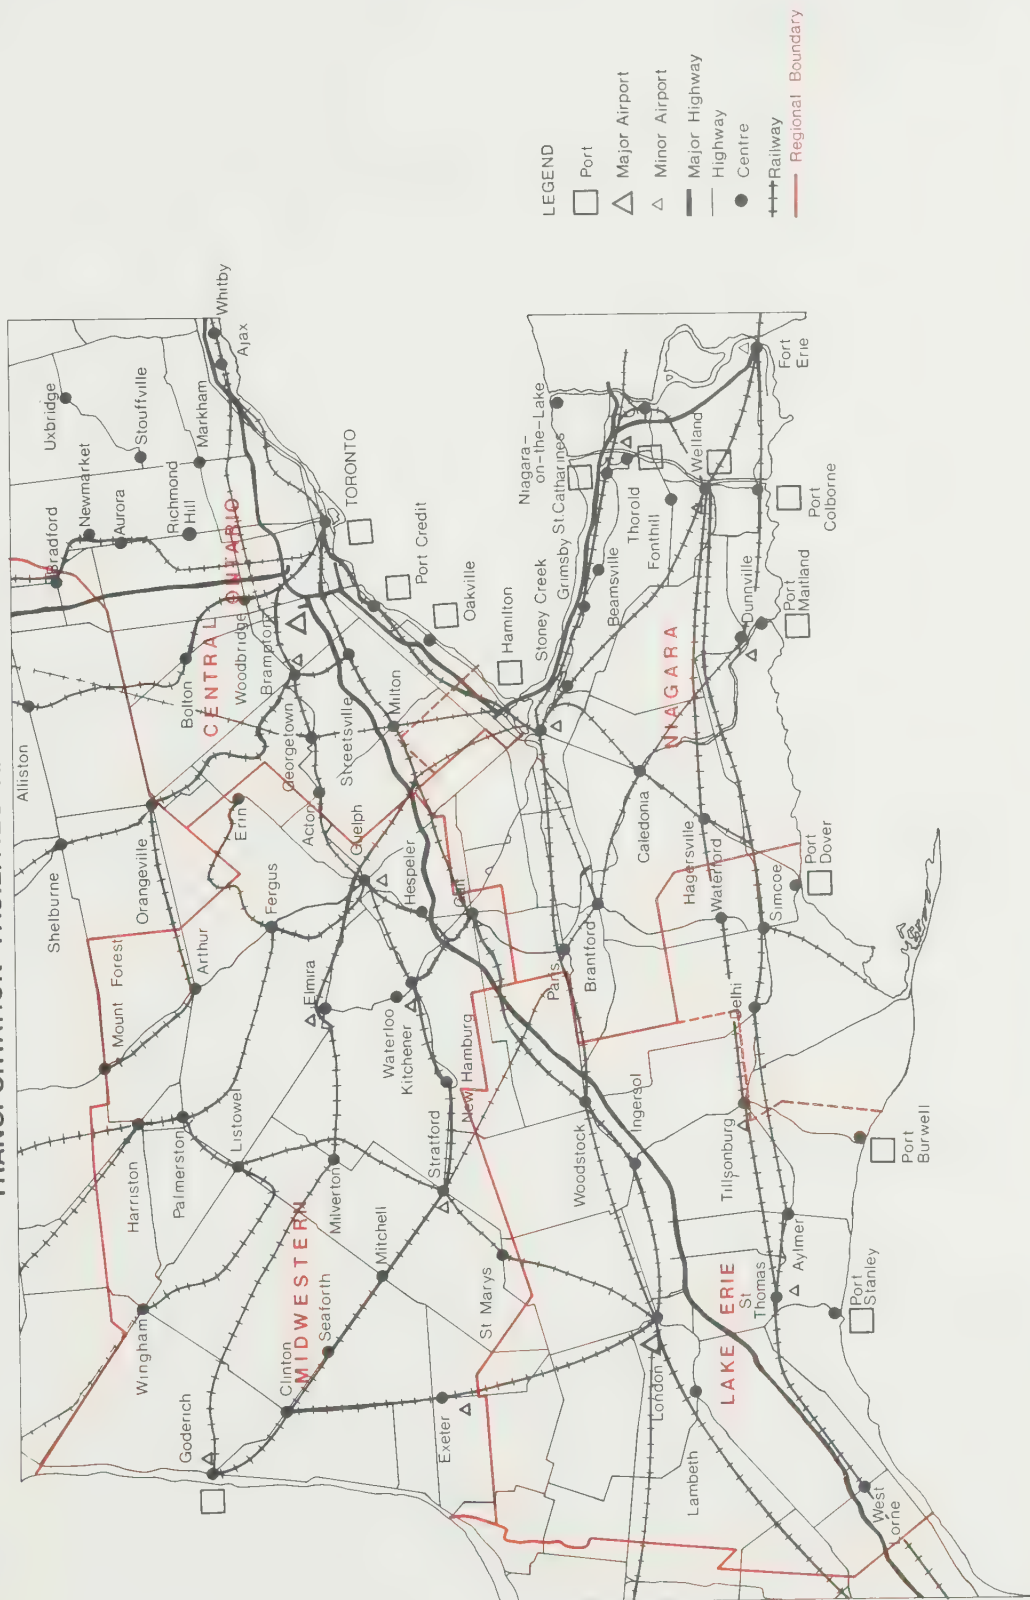 LEGEND
Port
Major Airport
Minor Airport
Major Highway
Highway
Centre
Railway
Regional Boundary
Alliston
Shelburne
Bradford
Newmarket
Aurora
Uxbridge
Stouffville
Richmond
Hill
Markham
Whitby
Ajax
CENTRAL ONTARIO
Bolton
Woodbridge
Brampton
TORONTO
Port Credit
Oakville
Orangeville
Erin
Georgetown
Acton
Streetsville
Milton
Hamilton
Stoney Creek
Grimsby
Beamsville
St.Catharines
Niagara-
on-the-Lake
Thorold
Fonthill
Welland
Fort
Erie
Port
Colborne
Dunnville
Port
Maitland
NIAGARA
Caledonia
Hagersville
Waterford
Simcoe
Port
Dover
Mount Forest
Arthur
Fergus
Guelph
Hespeler
Galt
Elmira
Waterloo
Kitchener
New Hamburg
Paris
Brantford
Delhi
Harriston
Palmerston
Listowel
Milverton
Stratford
Woodstock
Ingersol
Tillsonburg
Port
Burwell
Wingham
Goderich
Clinton
MIDWESTERN
Seaforth
Mitchell
St Marys
Exeter
London
Lambeth
LAKE ERIE
St
Thomas
Aylmer
Port
Stanley
West
Lorne